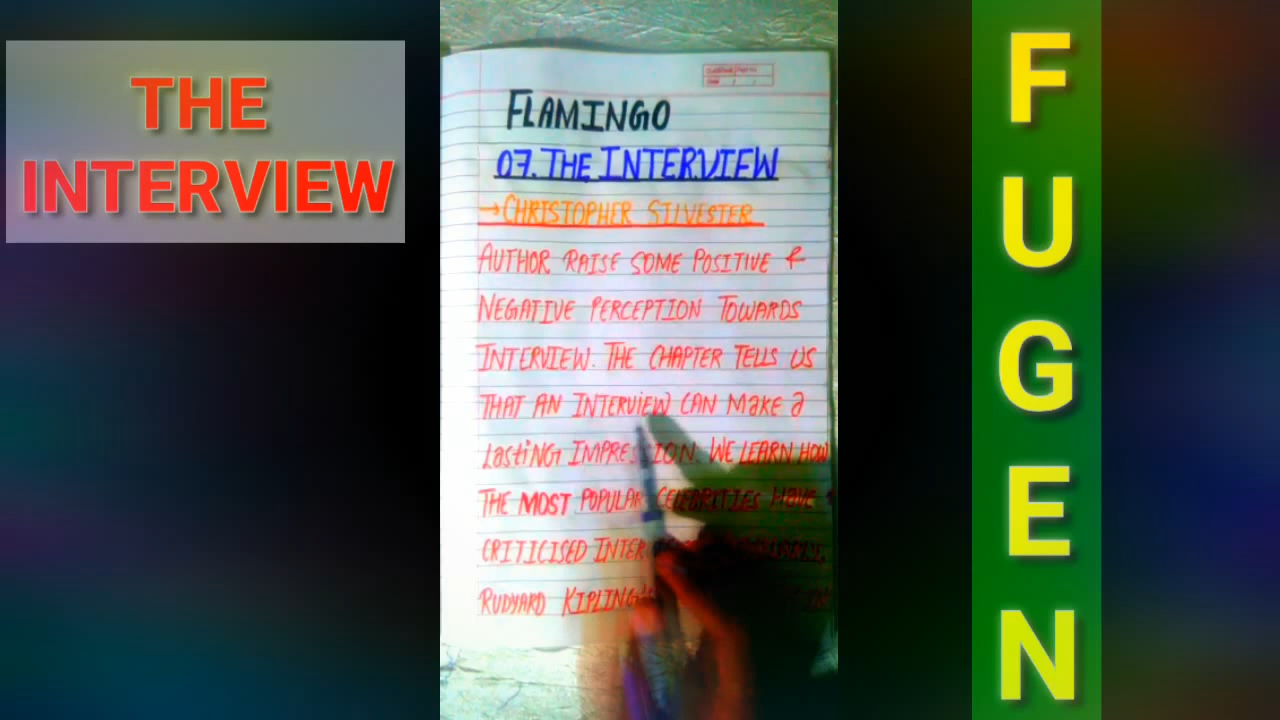 THE
INTERVIEW
FLAMINGO
07. THE INTERVIEW
→CHRISTOPHER SILVESTER
AUTHOR RAISE SOME POSITIVE &
NEGATIVE PERCEPTION TOWARDS
INTERVIEW. THE CHAPTER TELLS US
THAT AN INTERVIEW CAN MAKE A
LASTING IMPRESSION. WE LEARN HOW
THE MOST POPULAR CELEBRITIES HAVE
CRITICISED
RUDYARD KIPLING'S
FUGEN